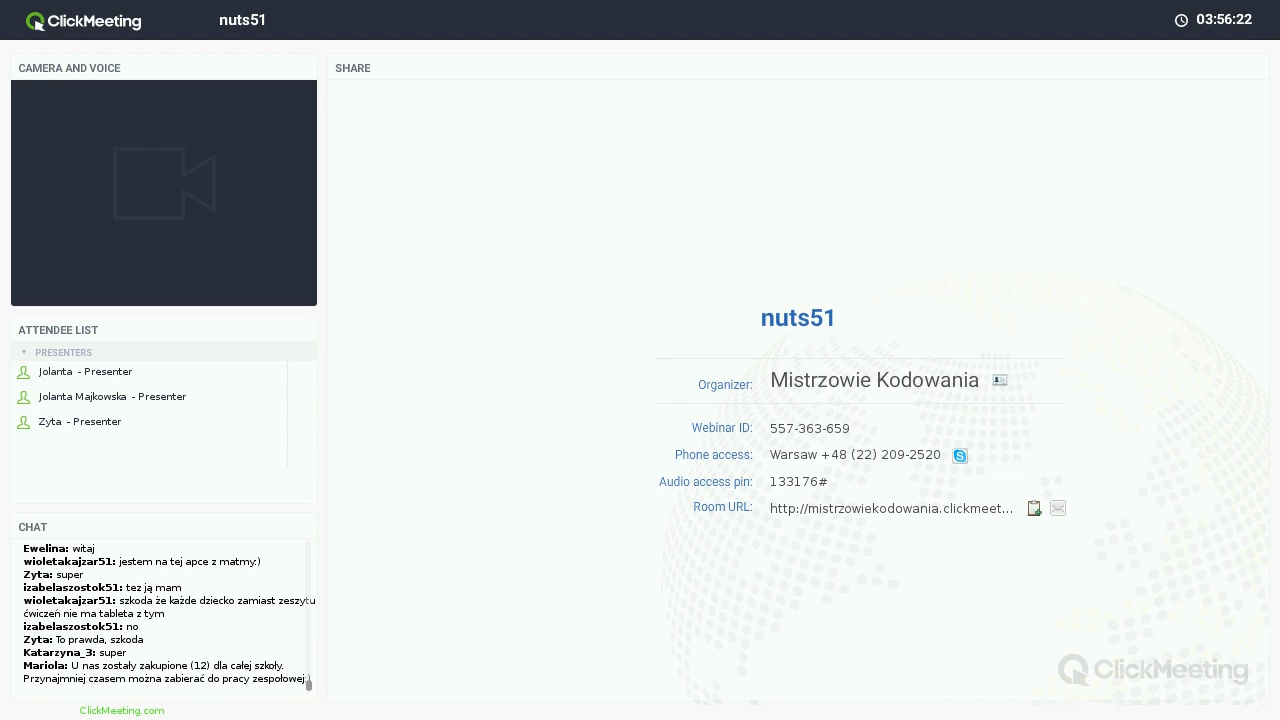 ClickMeeting
nuts51
03:56:22
CAMERA AND VOICE
SHARE
ATTENDEE LIST
PRESENTERS
Jolanta - Presenter
Jolanta Majkowska - Presenter
Zyta - Presenter
CHAT
Ewelina: witaj
wioletakajzar51: jestem na tej apce z matmy:)
Zyta: super
izabelaszostok51: tez ją mam
wioletakajzar51: szkoda że każde dziecko zamiast zeszytu
ćwiczeń nie ma tableta z tym
izabelaszostok51: no
Zyta: To prawda, szkoda
Katarzyna_3: super
Mariola: U nas zostały zakupione (12) dla całej szkoły.
Przynajmniej czasem można zabierać do pracy zespołowej:)
ClickMeeting.com
nuts51
Organizer: Mistrzowie Kodowania
Webinar ID: 557-363-659
Phone access: Warsaw +48 (22) 209-2520
Audio access pin: 133176#
Room URL: http://mistrzowiekodowania.clickmeet...
ClickMeeting